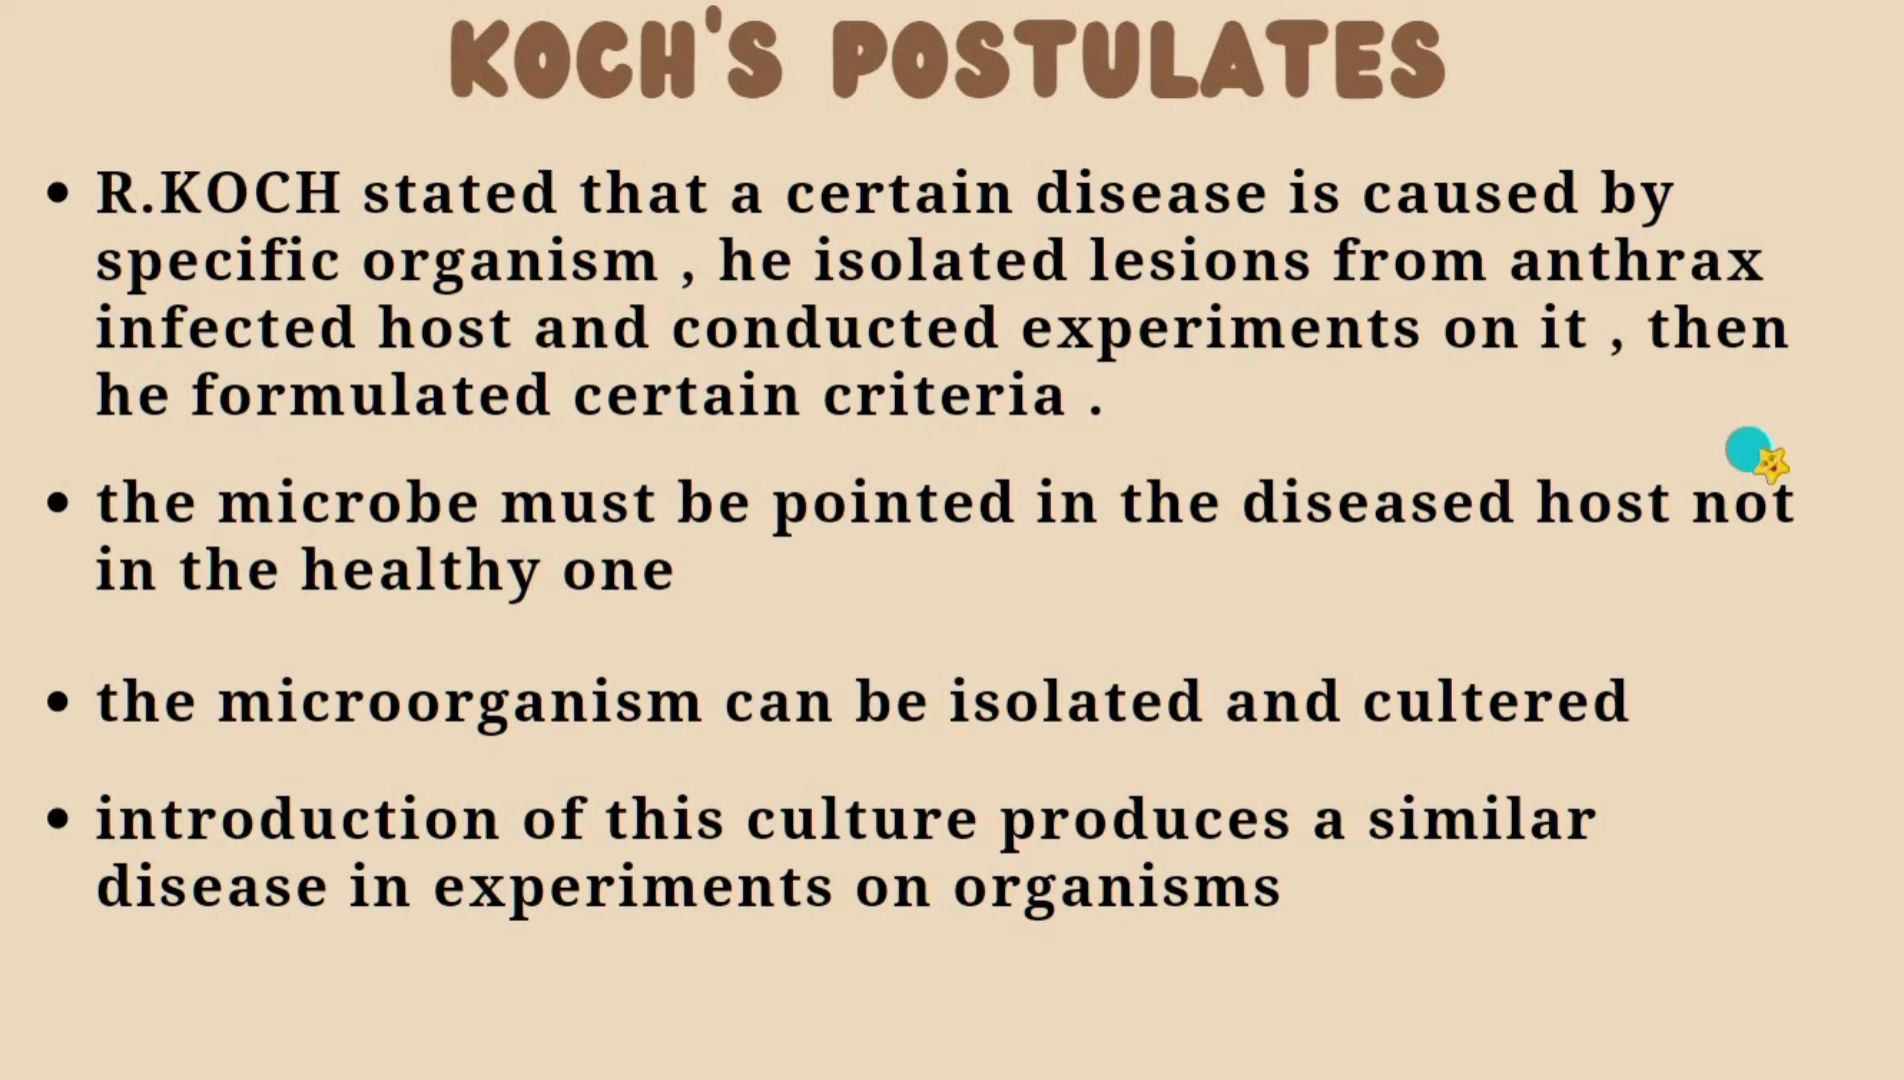 KOCH'S POSTULATES
• R.KOCH stated that a certain disease is caused by
specific organism , he isolated lesions from anthrax
infected host and conducted experiments on it , then
he formulated certain criteria .
• the microbe must be pointed in the diseased host not
in the healthy one
• the microorganism can be isolated and cultered
• introduction of this culture produces a similar
disease in experiments on organisms